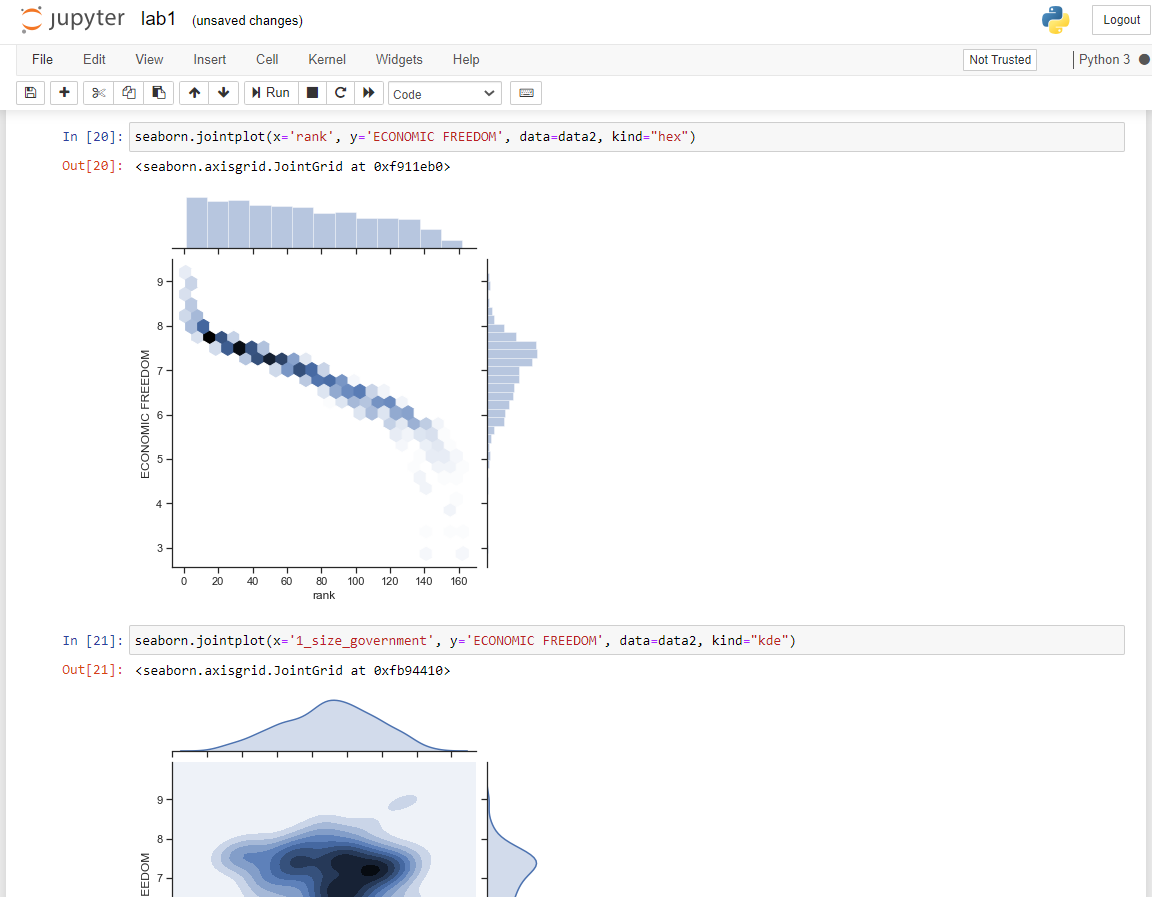 jupyter lab1 (unsaved changes) Logout
File Edit View Insert Cell Kernel Widgets Help Not Trusted Python 3
Run Code
In [20]: seaborn.jointplot(x='rank', y='ECONOMIC FREEDOM', data=data2, kind="hex")
Out[20]: <seaborn.axisgrid.JointGrid at 0xf911eb0>
ECONOMIC FREEDOM
9
8
7
6
5
4
3
0 20 40 60 80 100 120 140 160
rank
In [21]: seaborn.jointplot(x='1_size_government', y='ECONOMIC FREEDOM', data=data2, kind="kde")
Out[21]: <seaborn.axisgrid.JointGrid at 0xfb94410>
9
8
7
EEDOM